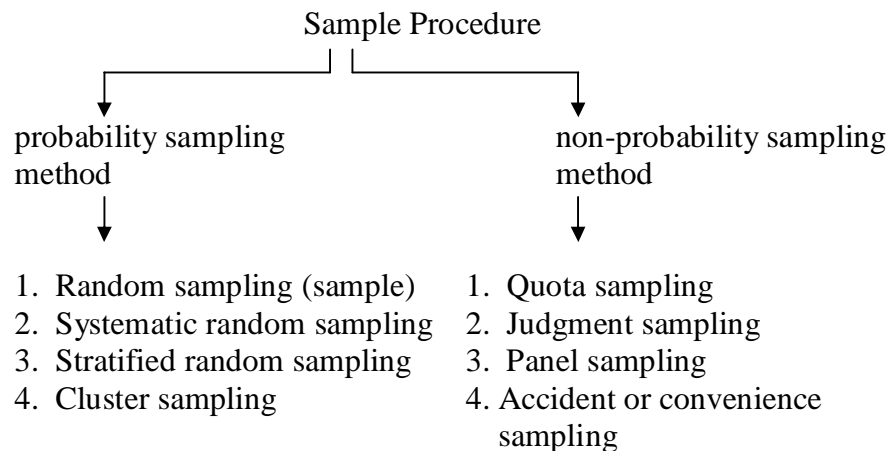 Sample Procedure
probability sampling
method
non-probability sampling
method
1. Random sampling (sample)
2. Systematic random sampling
3. Stratified random sampling
4. Cluster sampling
1. Quota sampling
2. Judgment sampling
3. Panel sampling
4. Accident or convenience
sampling